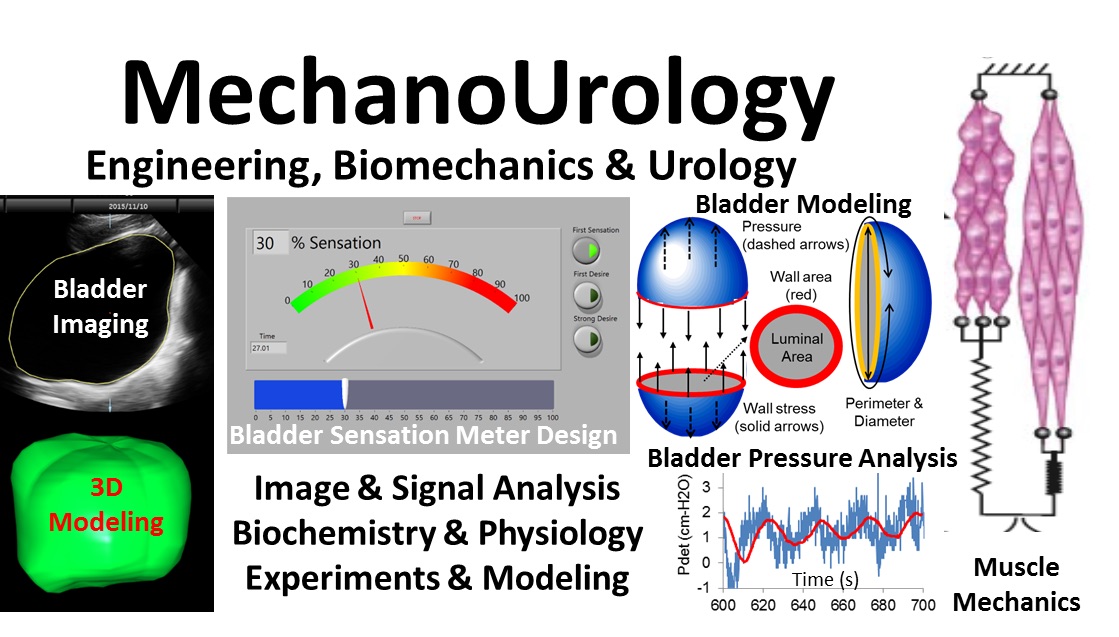 MechanoUrology
Engineering, Biomechanics & Urology
2015/11/10
Bladder
Imaging
3D
Modeling
30 % Sensation
0 10 20 30 40 50 60 70 80 90 100
Time
27.01
First Sensation
First Desire
Strong Desire
0 5 10 15 20 25 30 35 40 45 50 55 60 65 70 75 80 85 90 95 100
Bladder Sensation Meter Design
Image & Signal Analysis
Biochemistry & Physiology
Experiments & Modeling
Bladder Modeling
Pressure
(dashed arrows)
Wall area
(red)
Luminal
Area
Wall stress
(solid arrows)
Perimeter &
Diameter
Bladder Pressure Analysis
Pdet (cm-H2O)
3
2
1
0
-1
Time (s)
600 620 640 660 680 700
Muscle
Mechanics